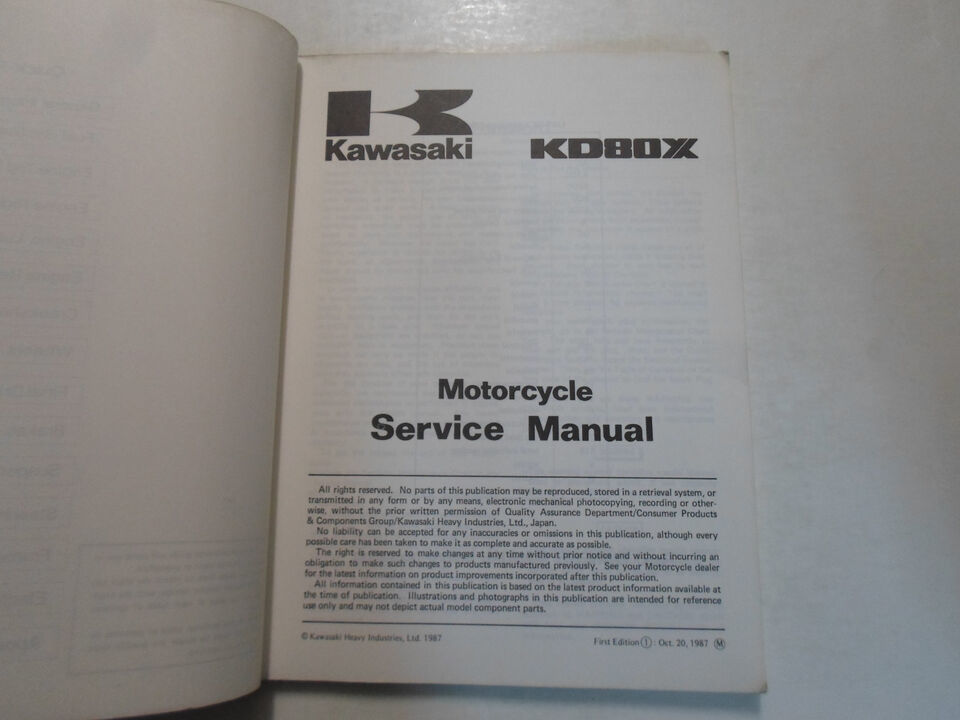 Kawasaki KD80X
Motorcycle
Service Manual
All rights reserved. No parts of this publication may be reproduced, stored in a retrieval system, or
transmitted in any form or by any means, electronic mechanical photocopying, recording or other-
wise, without the prior written permission of Quality Assurance Department/Consumer Products
& Components Group/Kawasaki Heavy Industries, Ltd., Japan.
No liability can be accepted for any inaccuracies or omissions in this publication, although every
possible care has been taken to make it as complete and accurate as possible.
The right is reserved to make changes at any time without prior notice and without incurring an
obligation to make such changes to products manufactured previously. See your Motorcycle dealer
for the latest information on product improvements incorporated after this publication.
All information contained in this publication is based on the latest product information available at
the time of publication. Illustrations and photographs in this publication are intended for reference
use only and may not depict actual model component parts.
© Kawasaki Heavy Industries, Ltd. 1987 First Edition ① : Oct. 20, 1987 Ⓜ